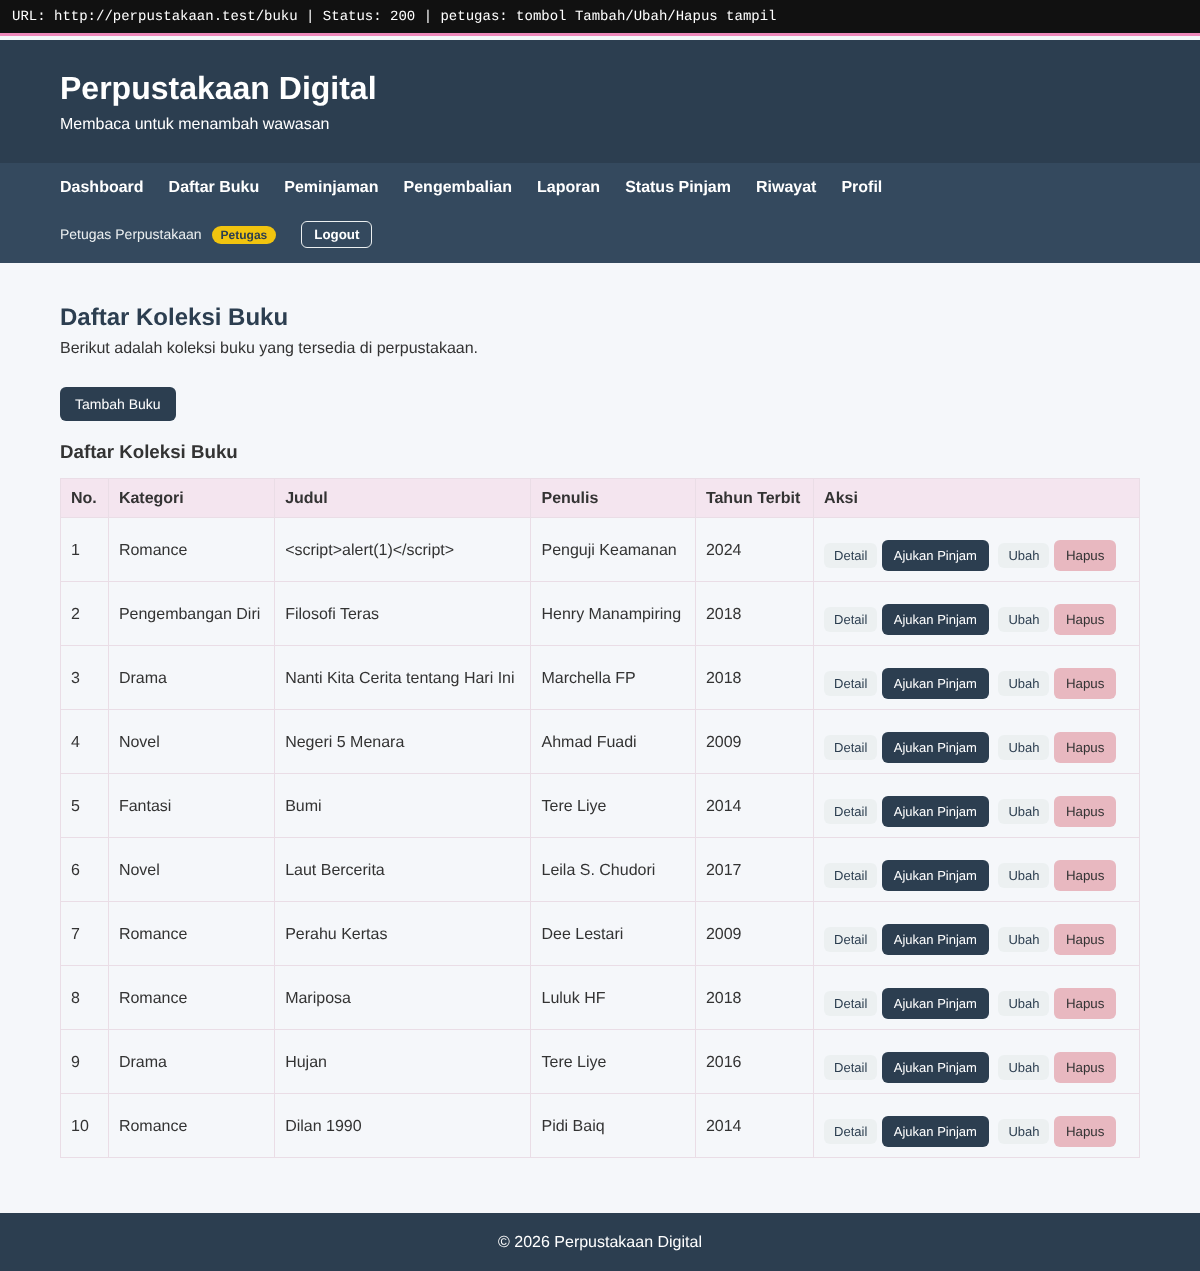 URL: http://perpustakaan.test/buku | Status: 200 | petugas: tombol Tambah/Ubah/Hapus tampil
Perpustakaan Digital
Membaca untuk menambah wawasan
Dashboard Daftar Buku Peminjaman Pengembalian Laporan Status Pinjam Riwayat Profil
Petugas Perpustakaan Petugas Logout
Daftar Koleksi Buku
Berikut adalah koleksi buku yang tersedia di perpustakaan.
Tambah Buku
Daftar Koleksi Buku
No. Kategori Judul Penulis Tahun Terbit Aksi
1 Romance <script>alert(1)</script> Penguji Keamanan 2024 Detail Ajukan Pinjam Ubah Hapus
2 Pengembangan Diri Filosofi Teras Henry Manampiring 2018 Detail Ajukan Pinjam Ubah Hapus
3 Drama Nanti Kita Cerita tentang Hari Ini Marchella FP 2018 Detail Ajukan Pinjam Ubah Hapus
4 Novel Negeri 5 Menara Ahmad Fuadi 2009 Detail Ajukan Pinjam Ubah Hapus
5 Fantasi Bumi Tere Liye 2014 Detail Ajukan Pinjam Ubah Hapus
6 Novel Laut Bercerita Leila S. Chudori 2017 Detail Ajukan Pinjam Ubah Hapus
7 Romance Perahu Kertas Dee Lestari 2009 Detail Ajukan Pinjam Ubah Hapus
8 Romance Mariposa Luluk HF 2018 Detail Ajukan Pinjam Ubah Hapus
9 Drama Hujan Tere Liye 2016 Detail Ajukan Pinjam Ubah Hapus
10 Romance Dilan 1990 Pidi Baiq 2014 Detail Ajukan Pinjam Ubah Hapus
© 2026 Perpustakaan Digital